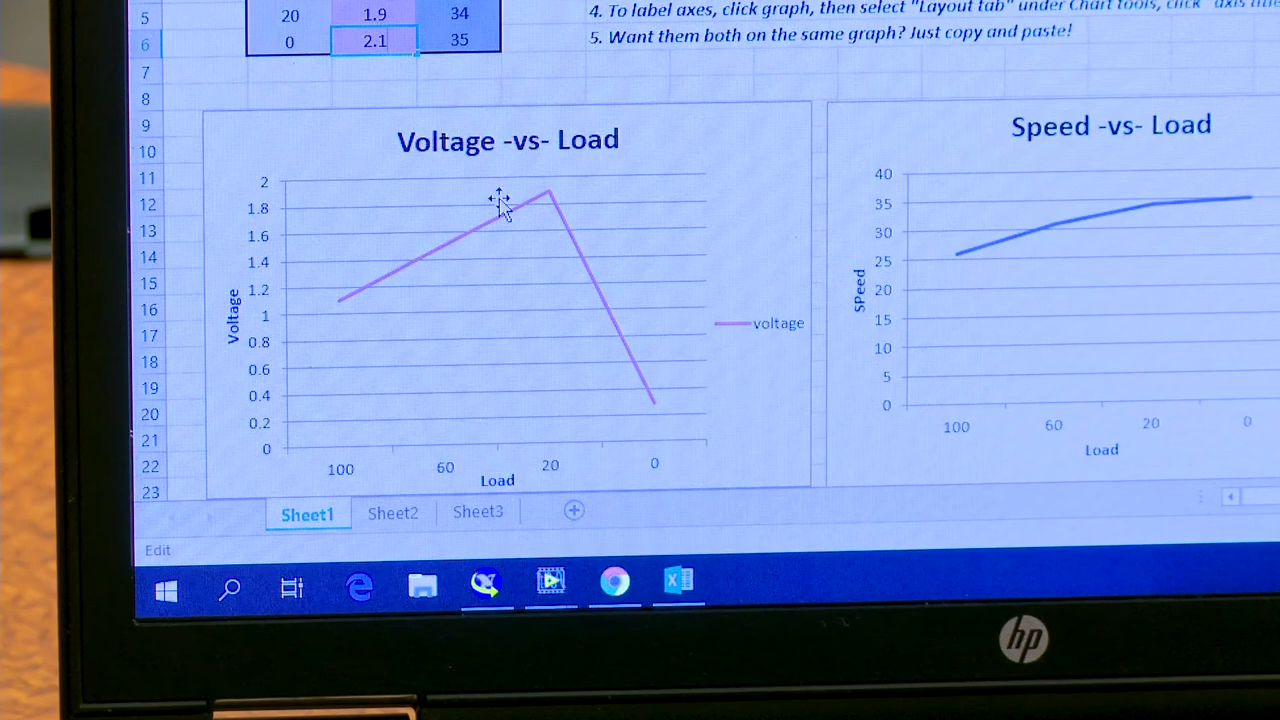 5 20 1.9 34 4. To label axes, click graph, then select "Layout tab" under Chart tools, click "axis title
6 0 2.1 35 5. Want them both on the same graph? Just copy and paste!
7
8
9
10
11
12
13
14
15
16
17
18
19
20
21
22
23
Voltage -vs- Load
2
1.8
1.6
1.4
1.2
1
0.8
0.6
0.4
0.2
0
Voltage
100 60 20 0
Load
voltage
Speed -vs- Load
40
35
30
25
20
15
10
5
0
SPeed
100 60 20 0
Load
Sheet1 Sheet2 Sheet3
Edit
hp